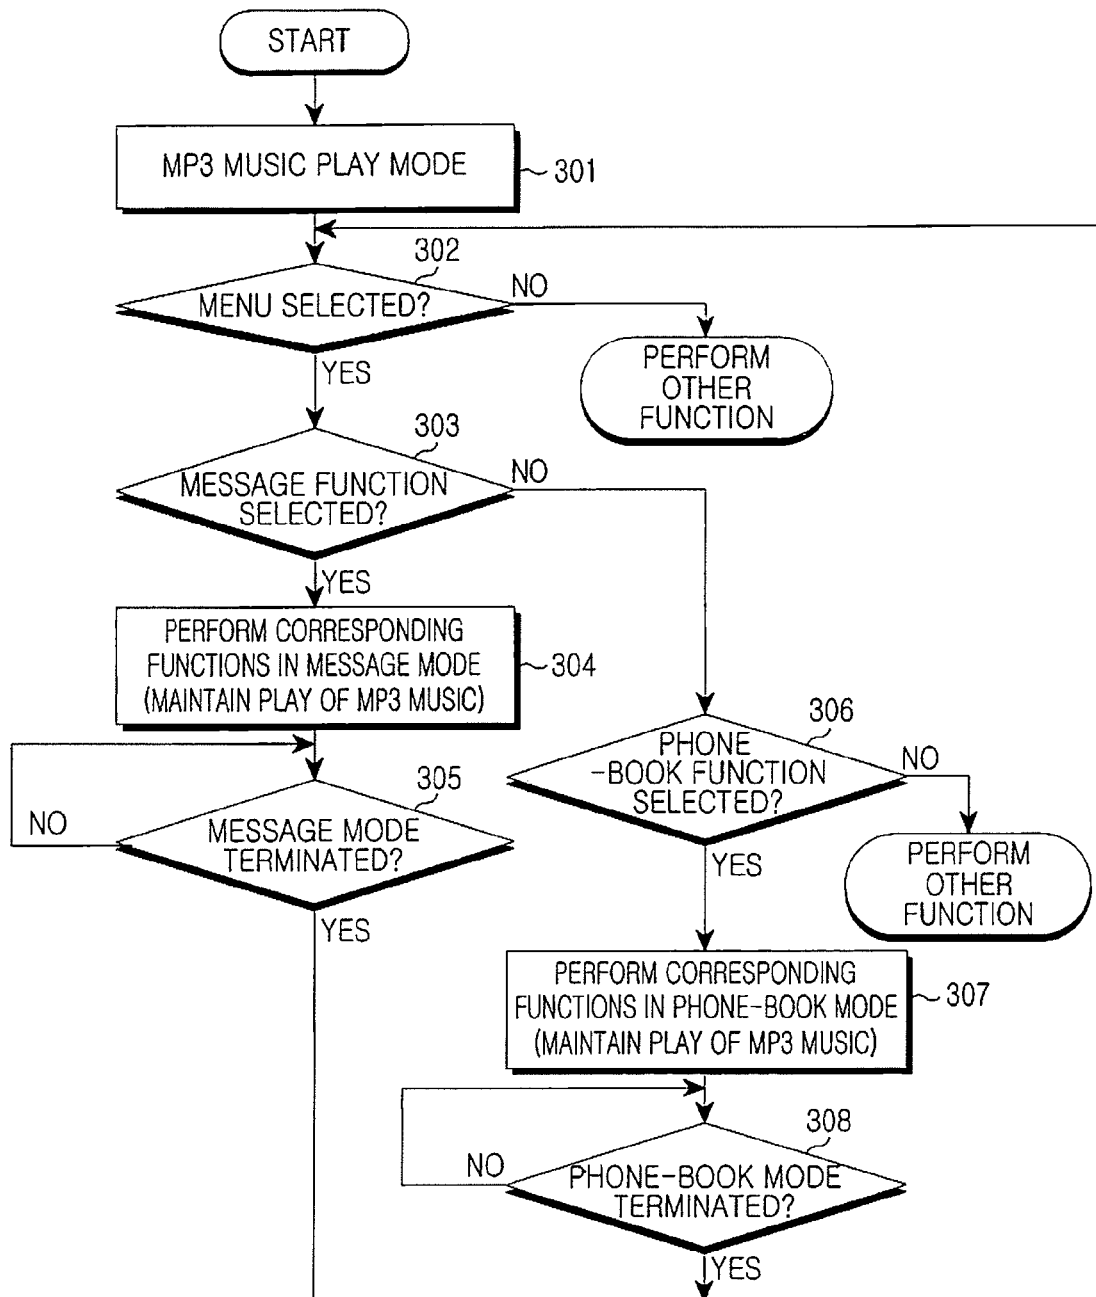 START
MP3 MUSIC PLAY MODE
301
302
MENU SELECTED?
NO
YES
PERFORM
OTHER
FUNCTION
303
MESSAGE FUNCTION
SELECTED?
NO
YES
PERFORM CORRESPONDING
FUNCTIONS IN MESSAGE MODE
(MAINTAIN PLAY OF MP3 MUSIC)
304
305
MESSAGE MODE
TERMINATED?
NO
YES
306
PHONE
-BOOK FUNCTION
SELECTED?
NO
YES
PERFORM
OTHER
FUNCTION
PERFORM CORRESPONDING
FUNCTIONS IN PHONE-BOOK MODE
(MAINTAIN PLAY OF MP3 MUSIC)
307
308
PHONE-BOOK MODE
TERMINATED?
NO
YES